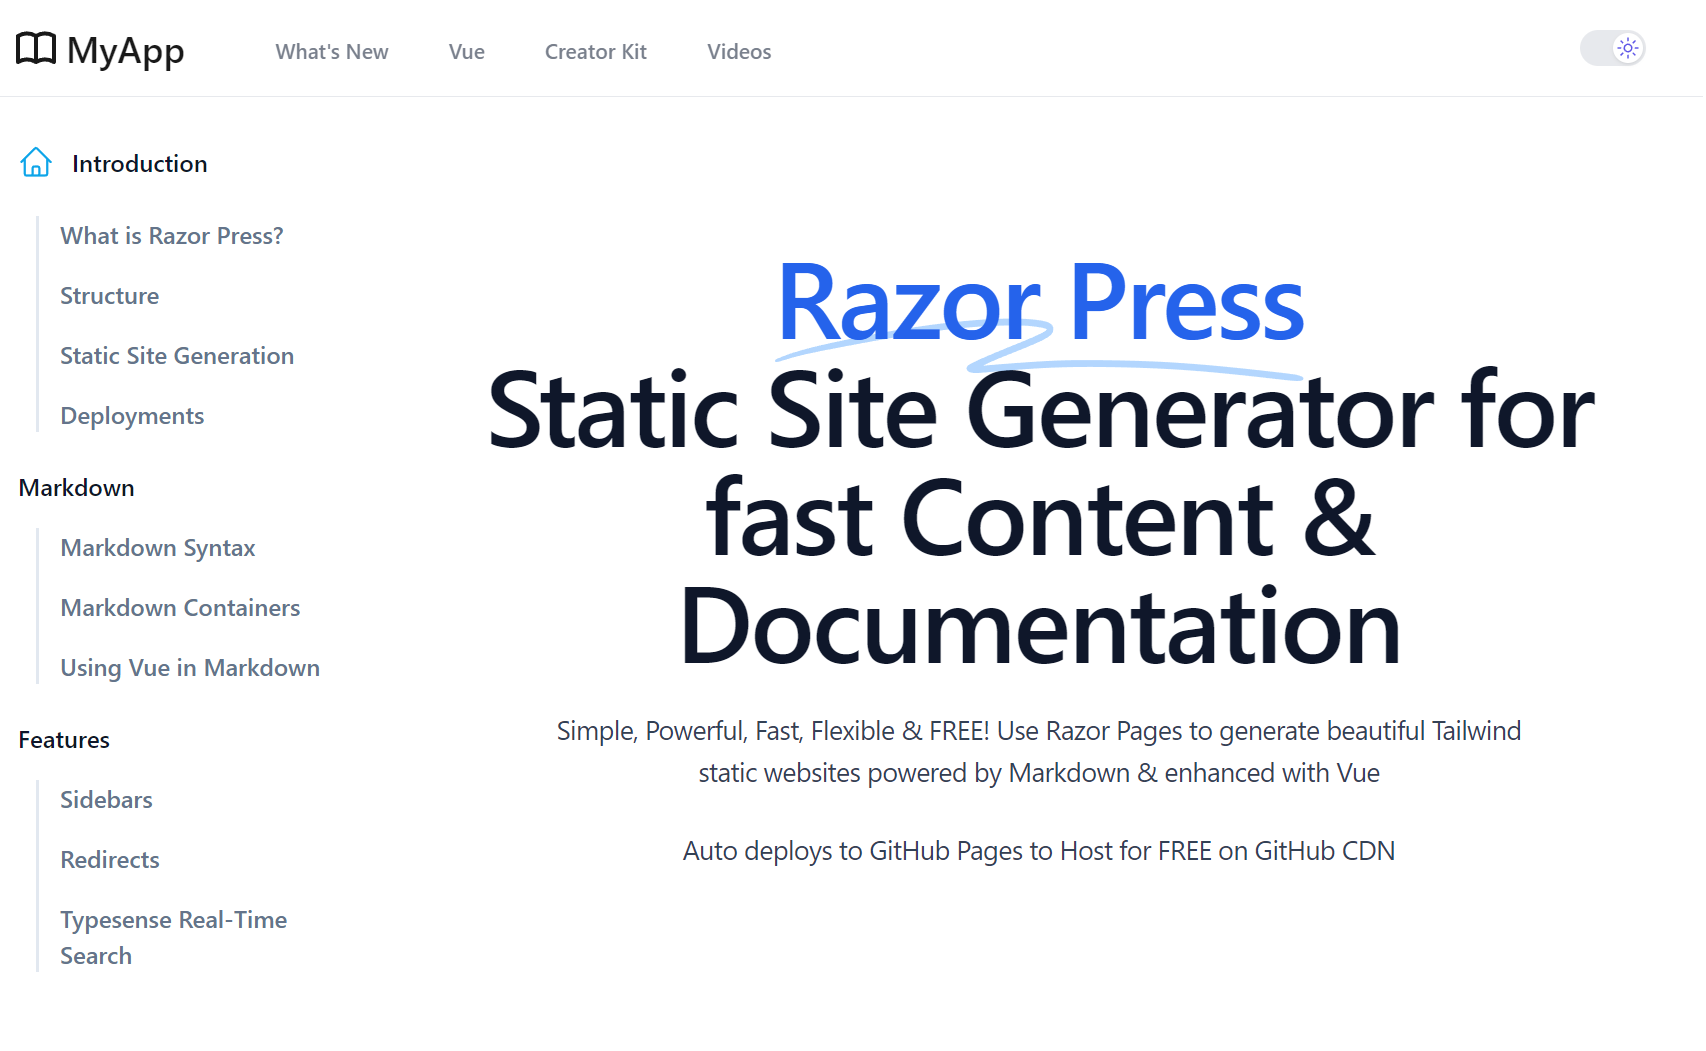 MyApp
What's New
Vue
Creator Kit
Videos
Introduction
What is Razor Press?
Structure
Static Site Generation
Deployments
Markdown
Markdown Syntax
Markdown Containers
Using Vue in Markdown
Features
Sidebars
Redirects
Typesense Real-Time
Search
Razor Press
Static Site Generator for
fast Content &
Documentation
Simple, Powerful, Fast, Flexible & FREE! Use Razor Pages to generate beautiful Tailwind
static websites powered by Markdown & enhanced with Vue
Auto deploys to GitHub Pages to Host for FREE on GitHub CDN